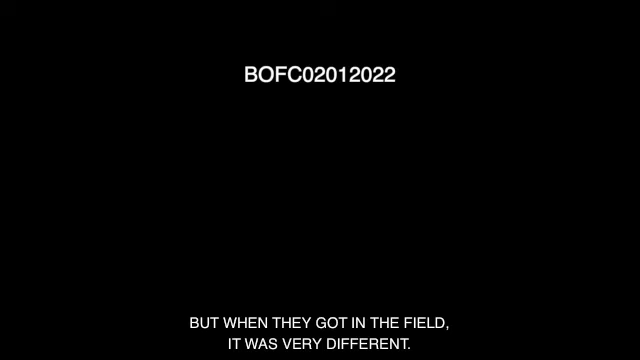 BOFC02012022
BUT WHEN THEY GOT IN THE FIELD,
IT WAS VERY DIFFERENT.